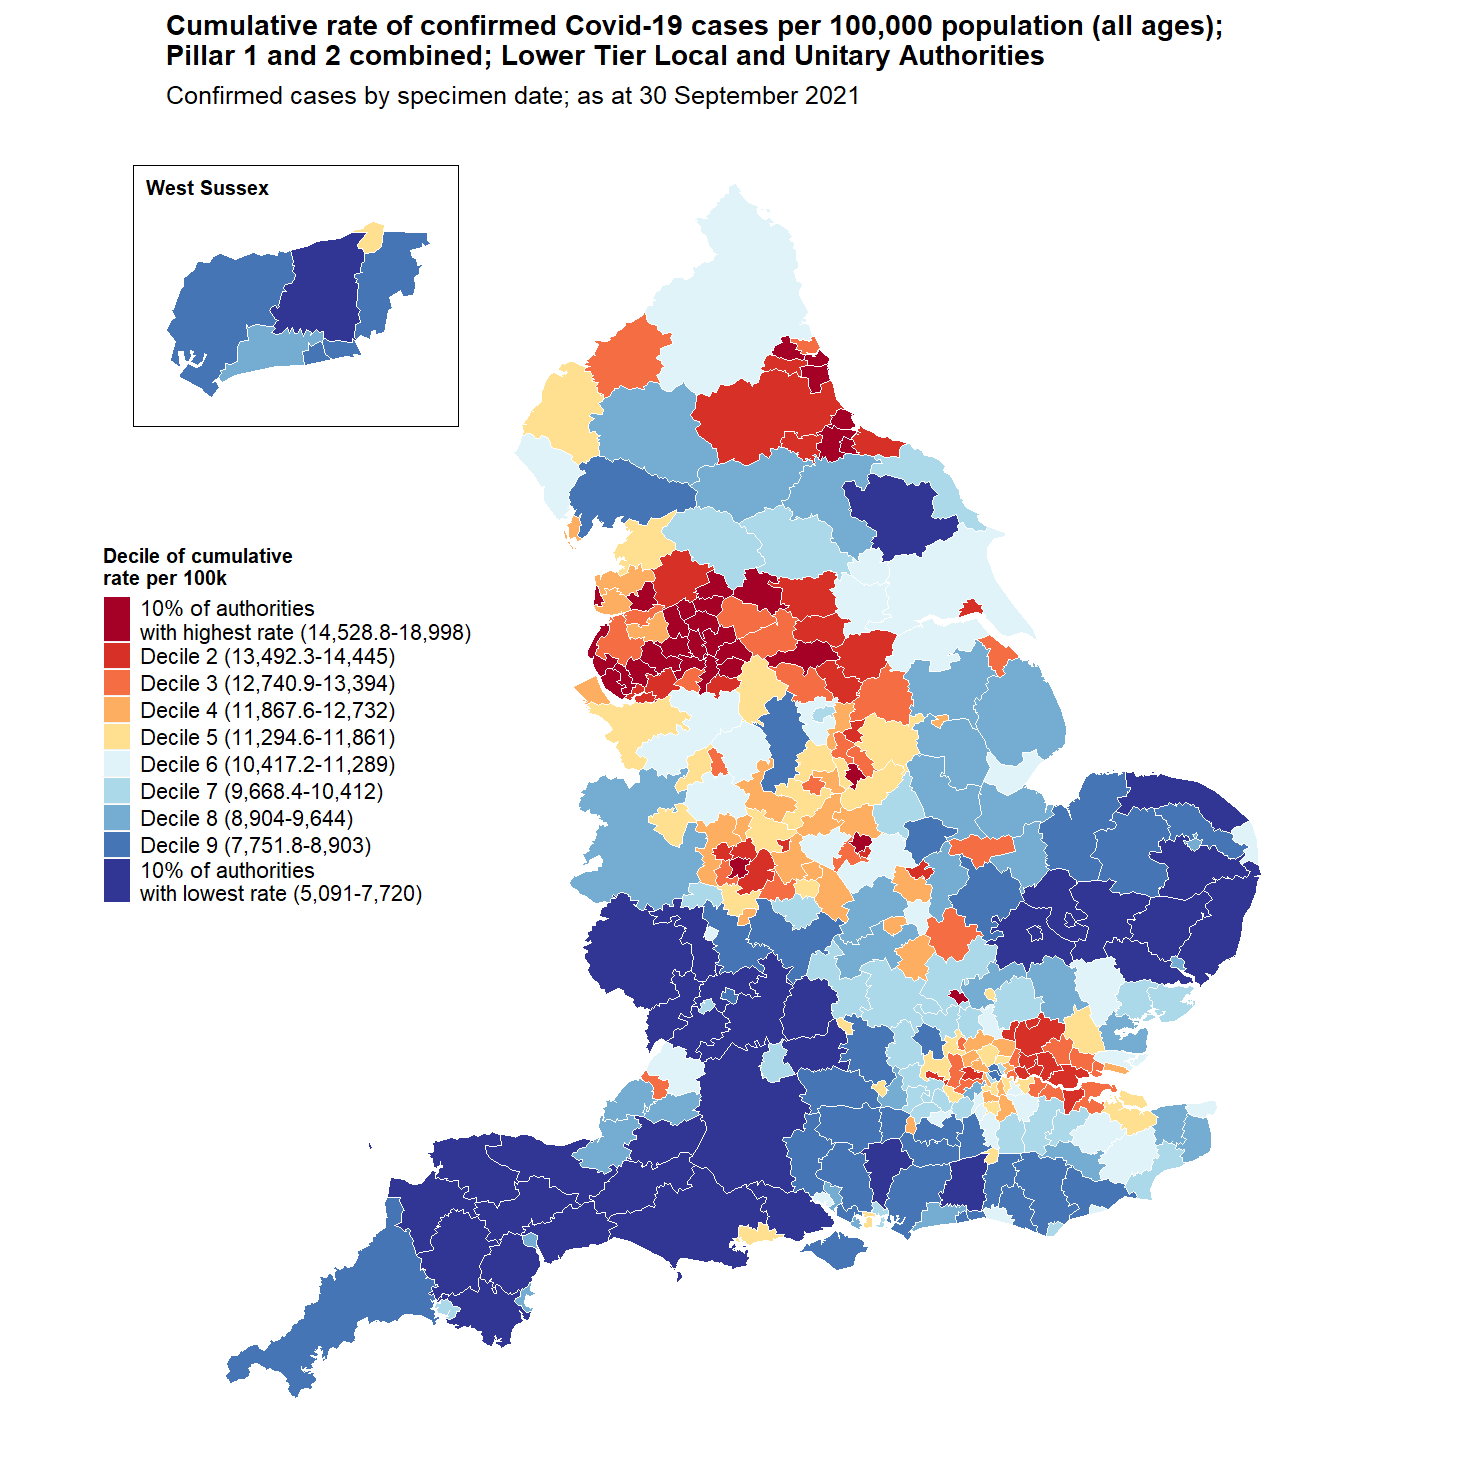 Cumulative rate of confirmed Covid-19 cases per 100,000 population (all ages);
Pillar 1 and 2 combined; Lower Tier Local and Unitary Authorities
Confirmed cases by specimen date; as at 30 September 2021
West Sussex
Decile of cumulative
rate per 100k
10% of authorities
with highest rate (14,528.8-18,998)
Decile 2 (13,492.3-14,445)
Decile 3 (12,740.9-13,394)
Decile 4 (11,867.6-12,732)
Decile 5 (11,294.6-11,861)
Decile 6 (10,417.2-11,289)
Decile 7 (9,668.4-10,412)
Decile 8 (8,904-9,644)
Decile 9 (7,751.8-8,903)
10% of authorities
with lowest rate (5,091-7,720)